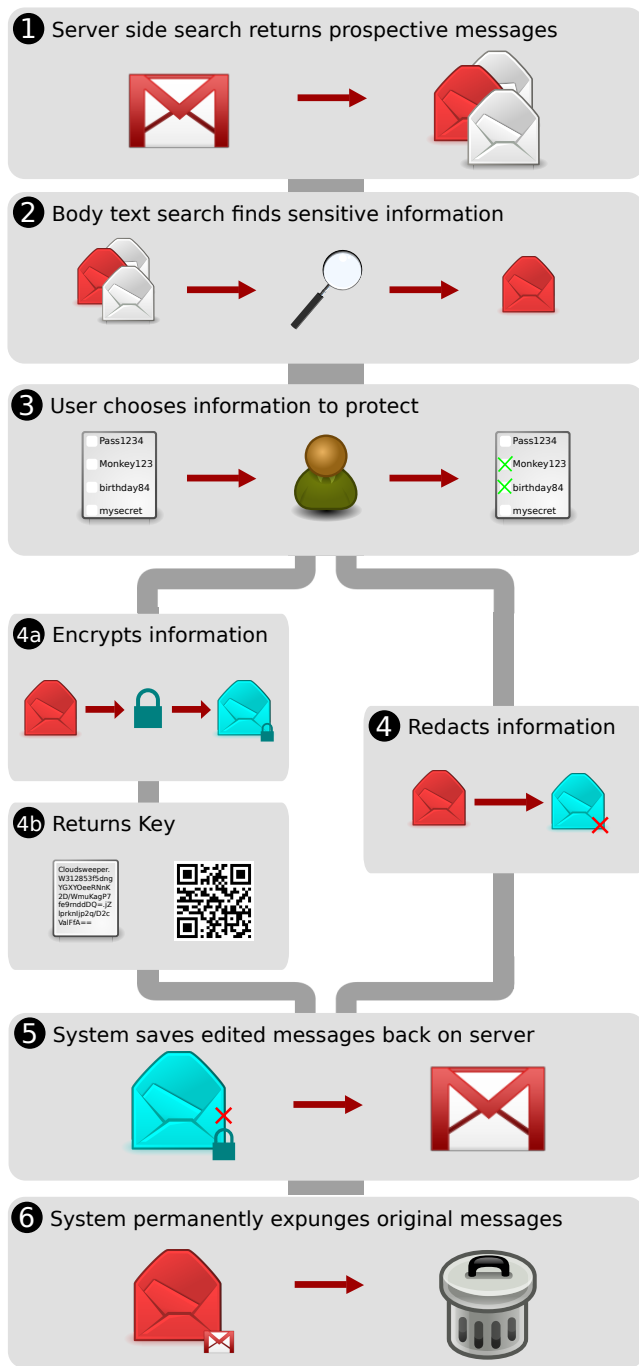 1 Server side search returns prospective messages
2 Body text search finds sensitive information
3 User chooses information to protect
Pass1234
Monkey123
birthday84
mysecret
Pass1234
Monkey123
birthday84
mysecret
4a Encrypts information
4 Redacts information
4b Returns Key
Cloudsweeper.
W312853f5dng
YGXYOeeRNnK
2D/WmuKagP7
fe9rnddDQ=.jZ
lprknIjp2q/D2c
ValFfA==
5 System saves edited messages back on server
6 System permanently expunges original messages